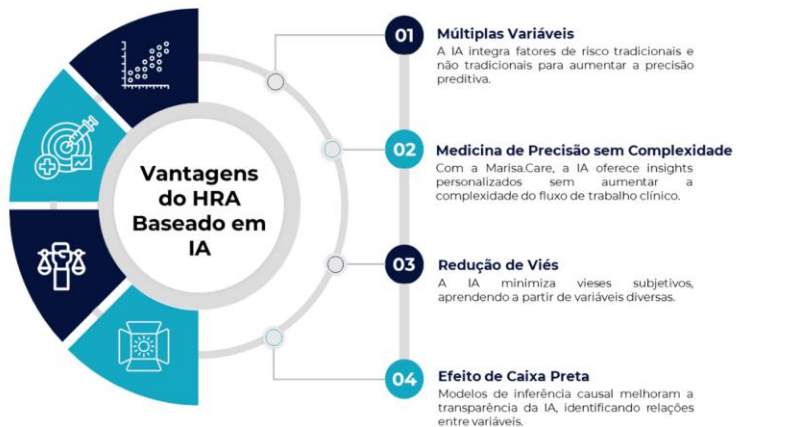 Vantagens
do HRA
Baseado em
IA
01
Múltiplas Variáveis
A IA integra fatores de risco tradicionais e
não tradicionais para aumentar a precisão
preditiva.
02
Medicina de Precisão sem Complexidade
Com a Marisa.Care, a IA oferece insights
personalizados sem aumentar a
complexidade do fluxo de trabalho clínico.
03
Redução de Viés
A IA minimiza vieses subjetivos,
aprendendo a partir de variáveis diversas.
04
Efeito de Caixa Preta
Modelos de inferência causal melhoram a
transparência da IA, identificando relações
entre variáveis.